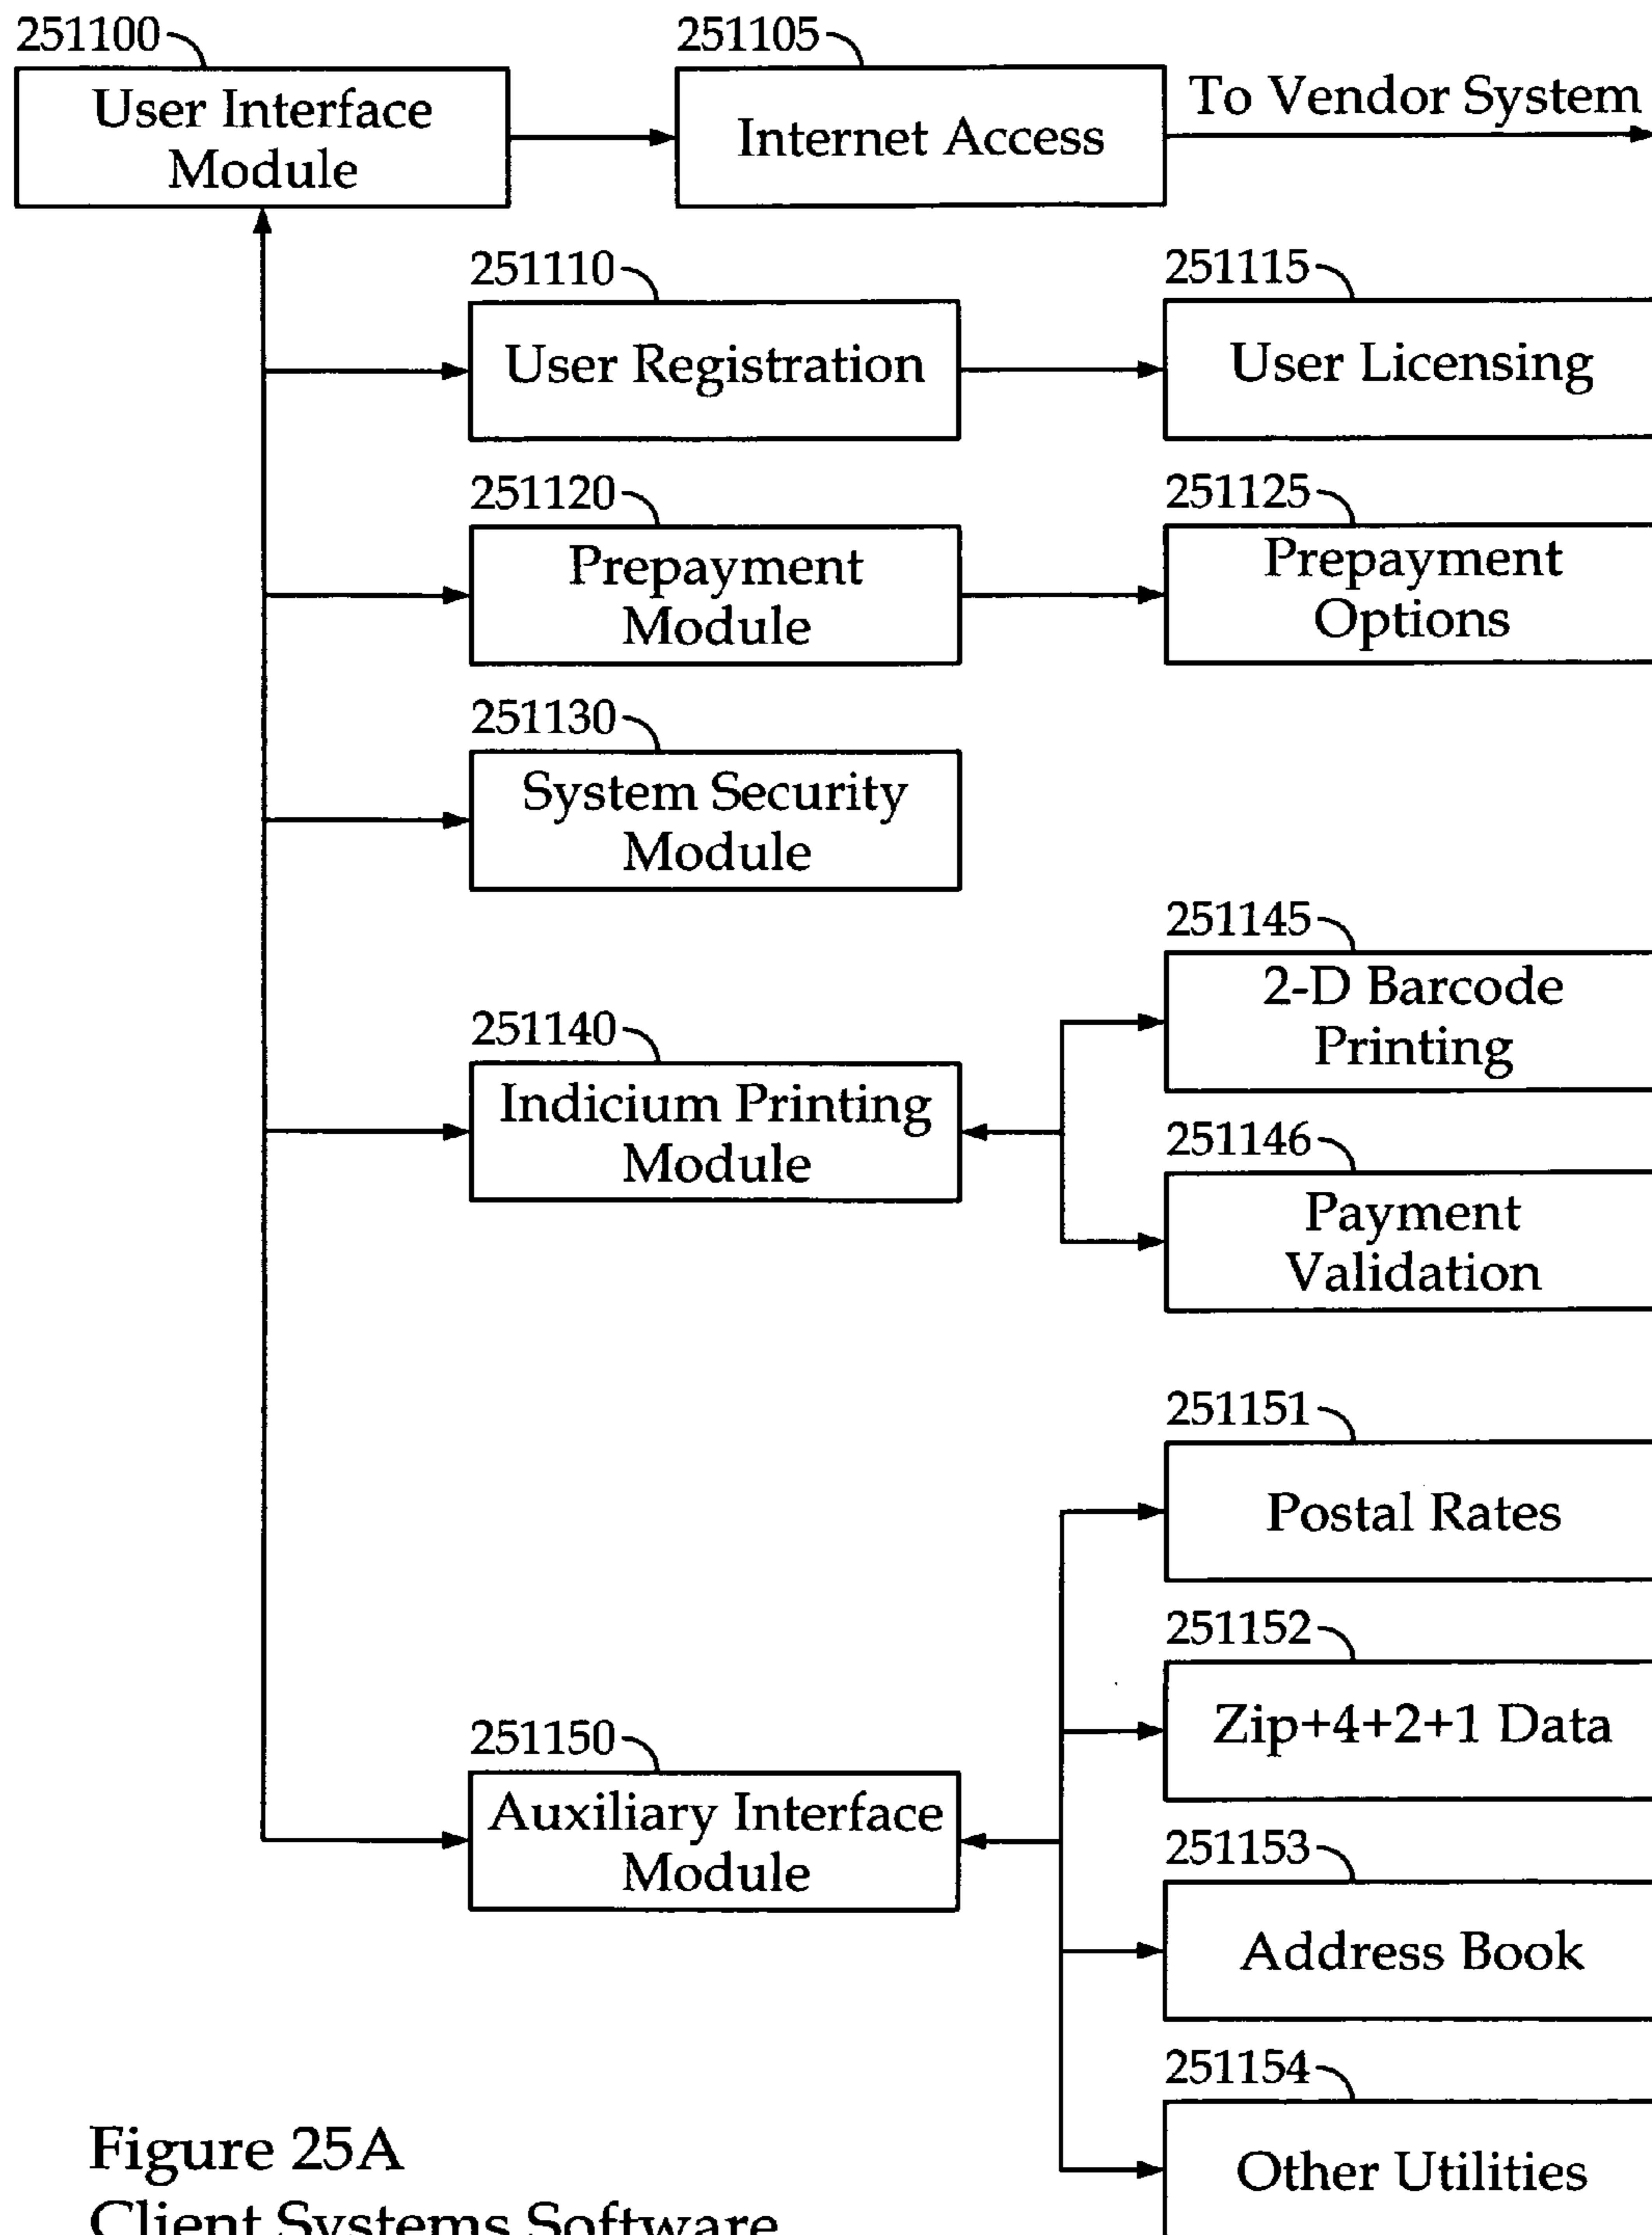 251100
251105
User Interface
Module
Internet Access
To Vendor System
251110
251115
User Registration
User Licensing
251120
251125
Prepayment
Module
Prepayment
Options
251130
System Security
Module
251145
2-D Barcode
Printing
251140
Indicium Printing
Module
251146
Payment
Validation
251151
Postal Rates
251152
Zip+4+2+1 Data
251150
Auxiliary Interface
Module
251153
Address Book
251154
Other Utilities
Figure 25A
Client Systems Software